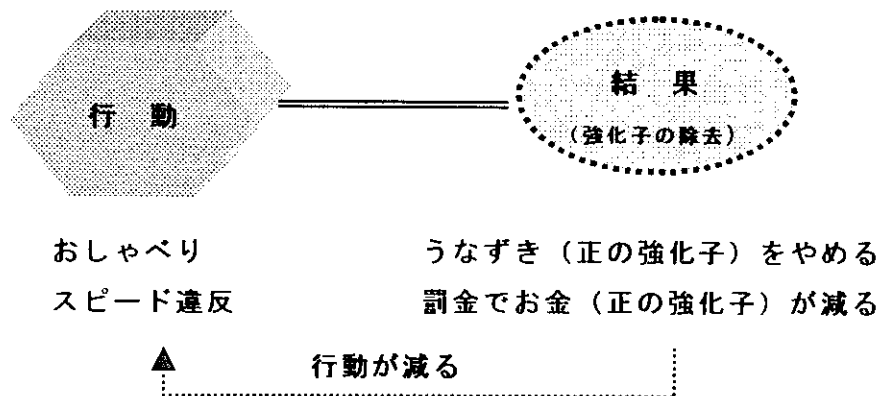 行 動
結 果
(強化子の除去)
おしゃべり
うなずき(正の強化子)をやめる
スピード違反
罰金でお金(正の強化子)が減る
行動が減る